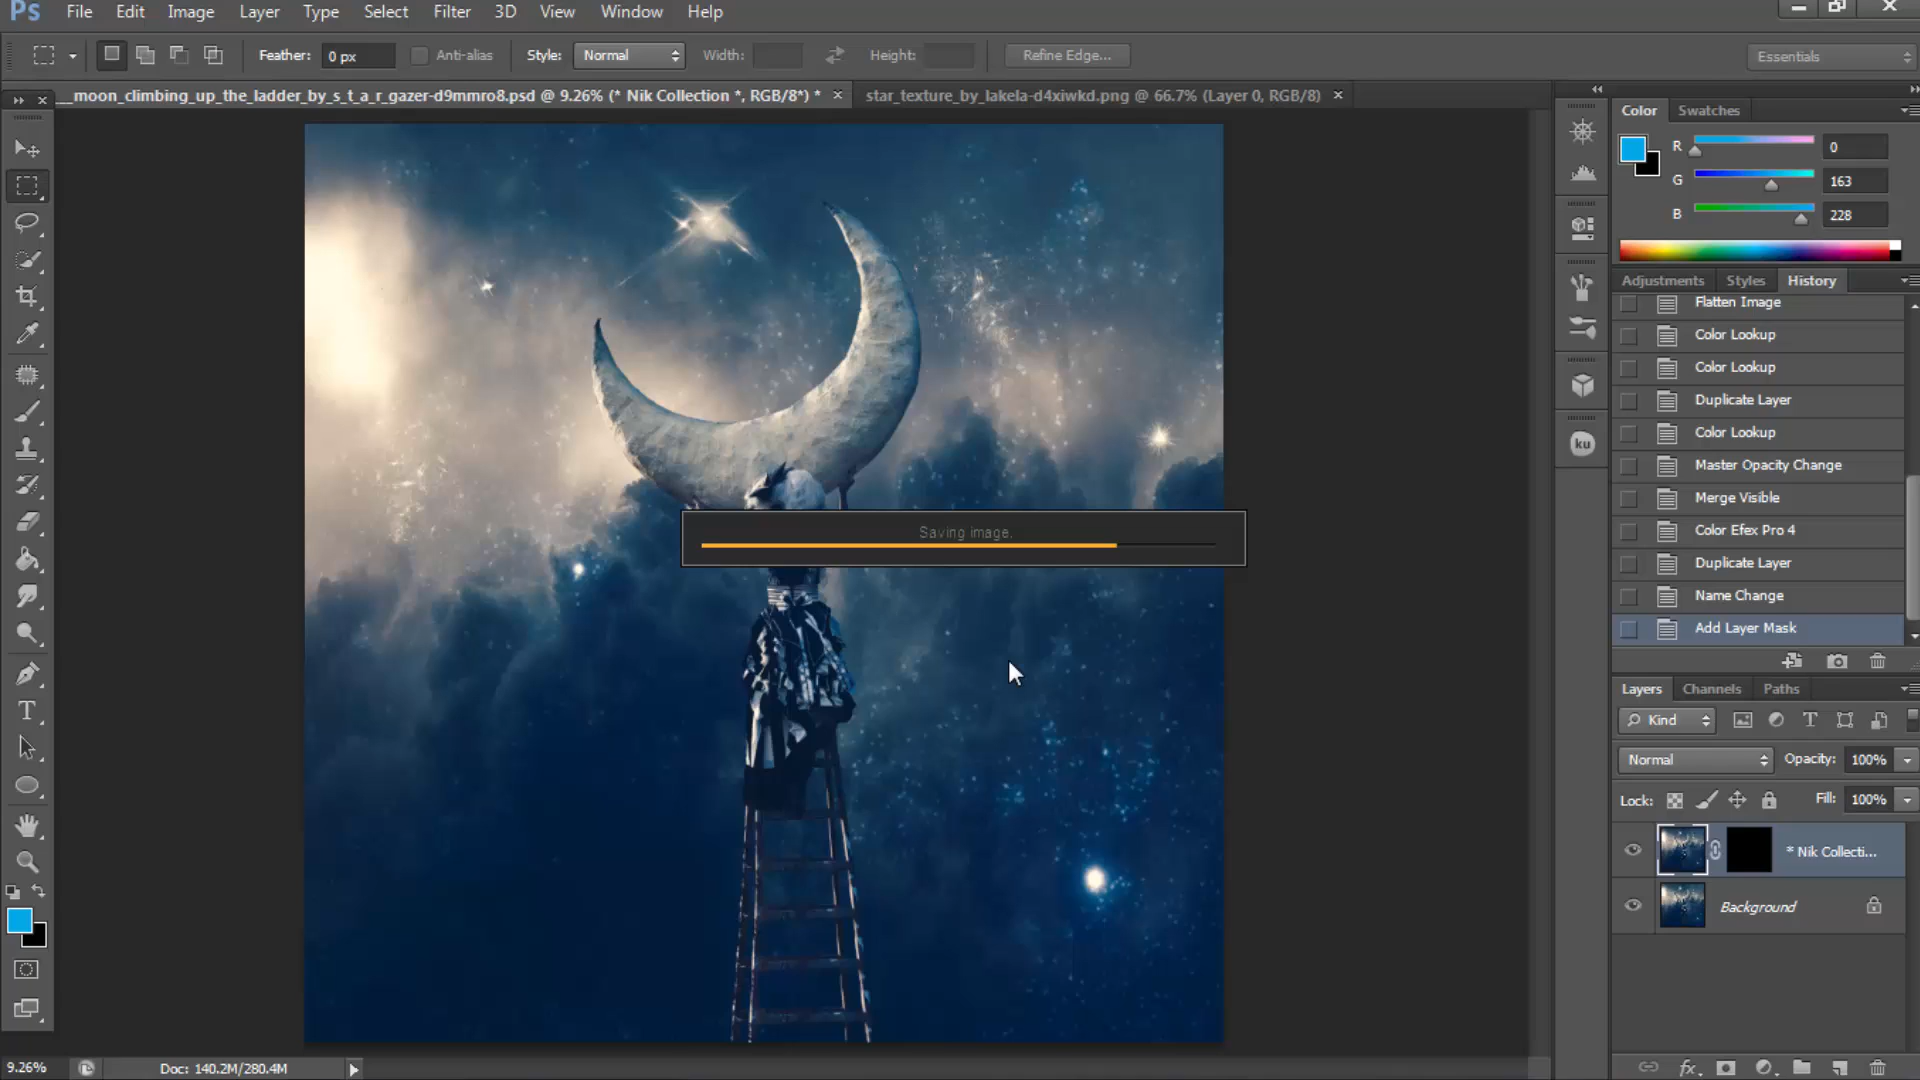 Ps File Edit Image Layer Type Select Filter 3D View Window Help
Feather: 0 px Anti-alias Style: Normal Width: Height: Refine Edge... Essentials
__moon_climbing_up_the_ladder_by_s_t_a_r_gazer-d9mmro8.psd @ 9.26% (* Nik Collection *, RGB/8*) * ×
star_texture_by_lakela-d4xiwkd.png @ 66.7% (Layer 0, RGB/8) ×
Color Swatches
R 0
G 163
B 228
Adjustments Styles History
Flatten Image
Color Lookup
Color Lookup
Duplicate Layer
Color Lookup
Master Opacity Change
Merge Visible
Color Efex Pro 4
Duplicate Layer
Name Change
Add Layer Mask
ku
Saving image.
Layers Channels Paths
Kind
Normal Opacity: 100%
Lock: Fill: 100%
* Nik Collecti...
Background
fx
T
9.26% Doc: 140.2M/280.4M